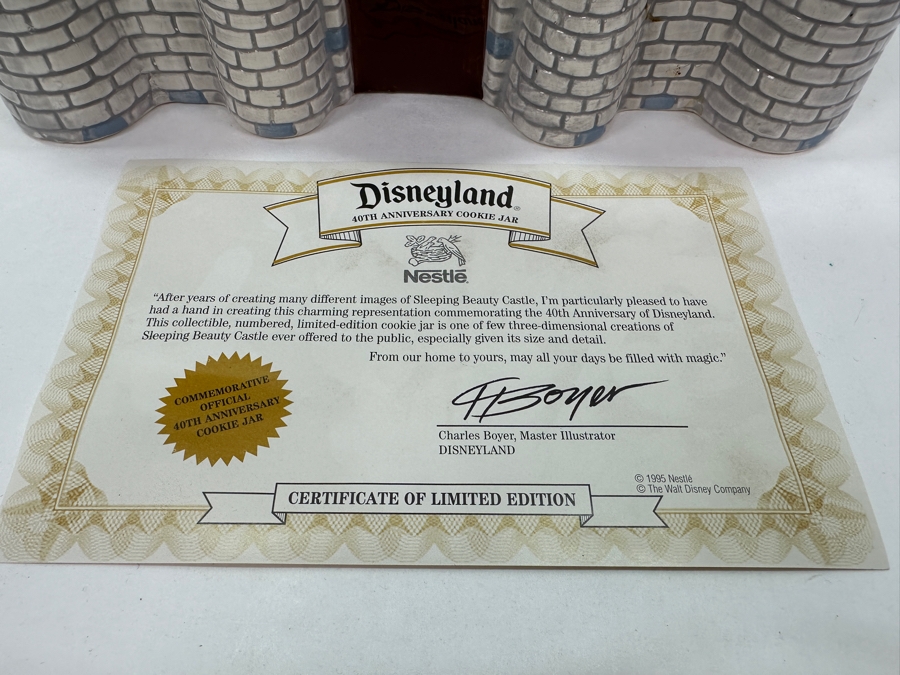 Disneyland®
40TH ANNIVERSARY COOKIE JAR
Nestlé®
“After years of creating many different images of Sleeping Beauty Castle, I’m particularly pleased to have
had a hand in creating this charming representation commemorating the 40th Anniversary of Disneyland.
This collectible, numbered, limited-edition cookie jar is one of few three-dimensional creations of
Sleeping Beauty Castle ever offered to the public, especially given its size and detail.
From our home to yours, may all your days be filled with magic.”
COMMEMORATIVE
OFFICIAL
40TH ANNIVERSARY
COOKIE JAR
CBoyer
Charles Boyer, Master Illustrator
DISNEYLAND
© 1995 Nestlé
© The Walt Disney Company
CERTIFICATE OF LIMITED EDITION